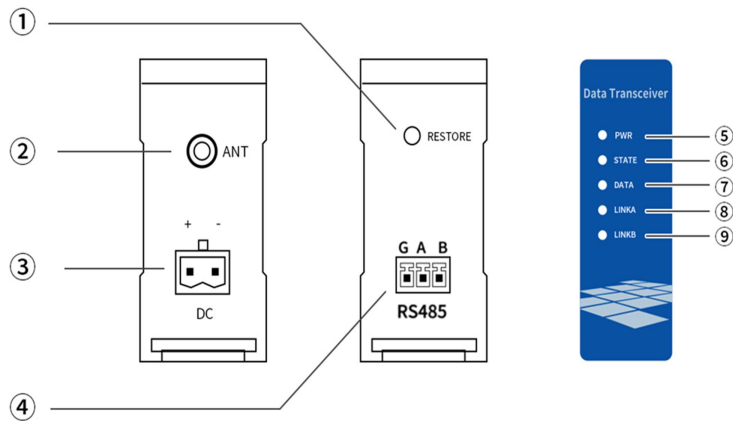 ①
②
③
④
ANT
+ -
DC
RESTORE
G A B
RS485
Data Transceiver
PWR ⑤
STATE ⑥
DATA ⑦
LINKA ⑧
LINKB ⑨